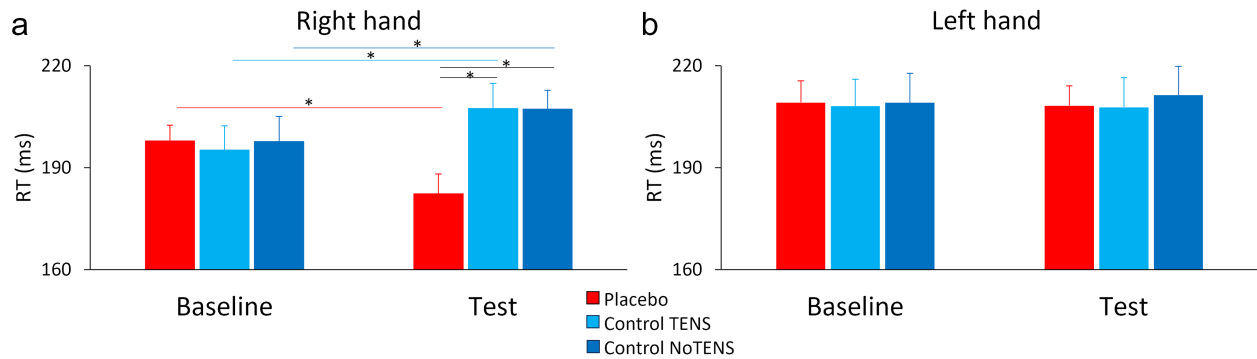 a
Right hand
*
*
*
*
*
RT (ms)
220
190
160
Baseline
Test
b
Left hand
RT (ms)
220
190
160
Baseline
Test
Placebo
Control TENS
Control NoTENS